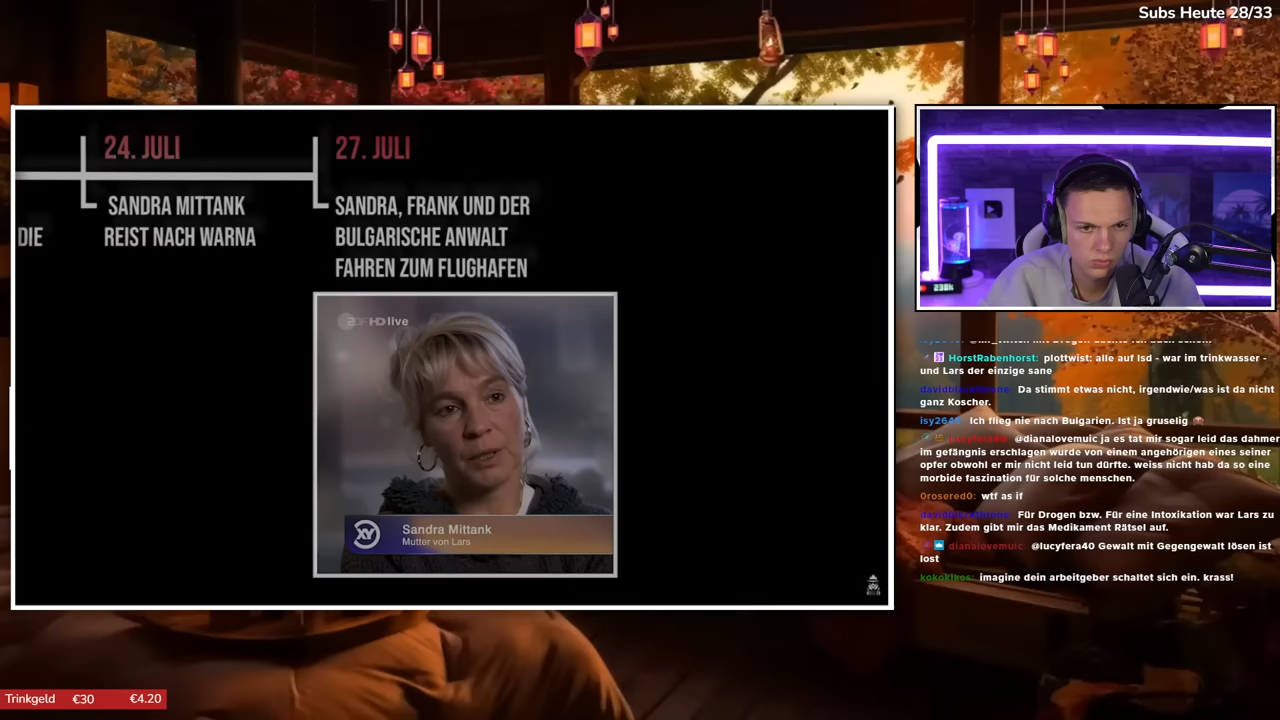 Subs Heute 28/33
24. JULI
27. JULI
SANDRA MITTANK
REIST NACH WARNA
DIE
SANDRA, FRANK UND DER
BULGARISCHE ANWALT
FAHREN ZUM FLUGHAFEN
ZDF HD live
XY
Sandra Mittank
Mutter von Lars
238k
HorstRabenhorst: plottwist: alle auf lsd - war im trinkwasser -
und Lars der einzige sane
Da stimmt etwas nicht, irgendwie/was ist da nicht
ganz Koscher.
Ich flieg nie nach Bulgarien. Ist ja gruselig
@dianalovemuic ja es tat mir sogar leid das dahmer
im gefängnis erschlagen wurde von einem angehörigen eines seiner
opfer obwohl er mir nicht leid tun dürfte. weiss nicht hab da so eine
morbide faszination für solche menschen.
0rosered0: wtf as if
Für Drogen bzw. Für eine Intoxikation war Lars zu
klar. Zudem gibt mir das Medikament Rätsel auf.
dianalovemuic: @lucyfera40 Gewalt mit Gegengewalt lösen ist
lost
kokokikos: imagine dein arbeitgeber schaltet sich ein. krass!
Trinkgeld €30 €4.20